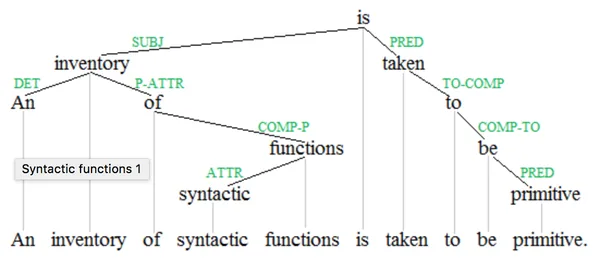 is
SUBJ PRED
inventory taken
DET P-ATTR TO-COMP
An of to
COMP-P COMP-TO
functions be
Syntactic functions 1
ATTR PRED
syntactic primitive
An inventory of syntactic functions is taken to be primitive.